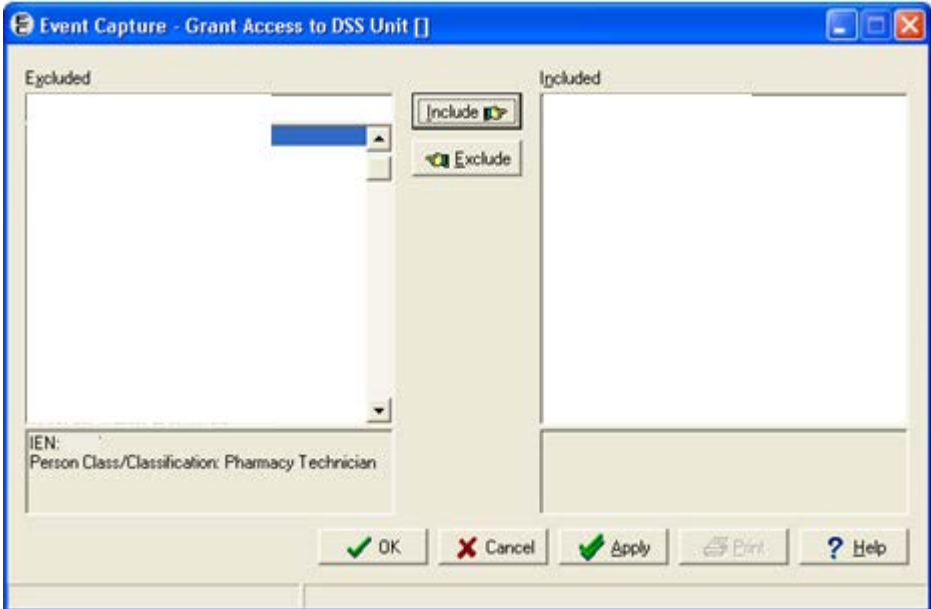 Event Capture - Grant Access to DSS Unit []
Excluded
Included
Include
Exclude
IEN:
Person Class/Classification: Pharmacy Technician
OK
Cancel
Apply
Print
Help